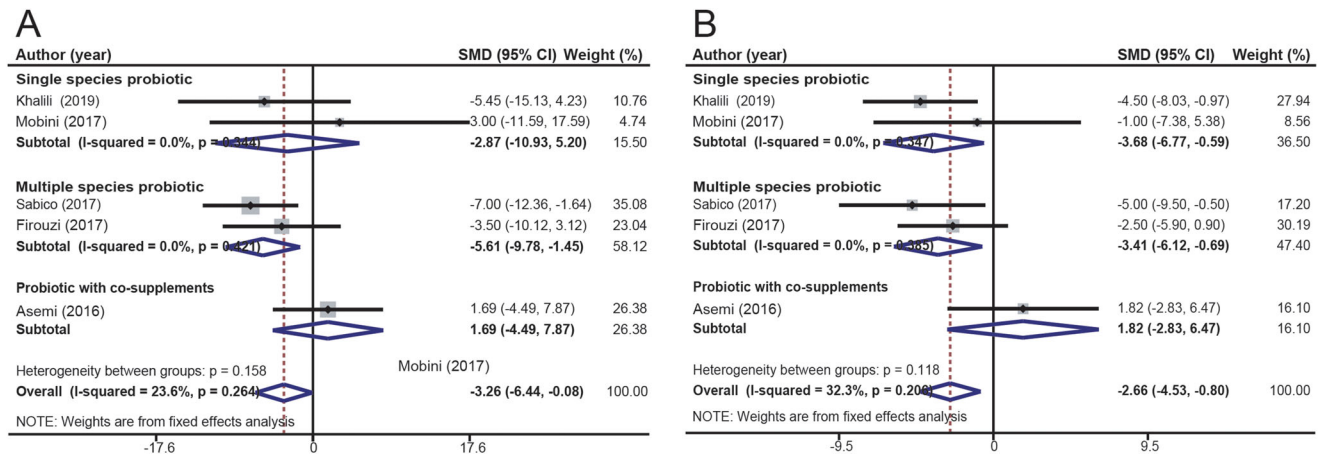 A
Author (year) SMD (95% CI) Weight (%)
Single species probiotic
Khalili (2019) -5.45 (-15.13, 4.23) 10.76
Mobini (2017) 3.00 (-11.59, 17.59) 4.74
Subtotal (I-squared = 0.0%, p = 0.344) -2.87 (-10.93, 5.20) 15.50
Multiple species probiotic
Sabico (2017) -7.00 (-12.36, -1.64) 35.08
Firouzi (2017) -3.50 (-10.12, 3.12) 23.04
Subtotal (I-squared = 0.0%, p = 0.421) -5.61 (-9.78, -1.45) 58.12
Probiotic with co-supplements
Asemi (2016) 1.69 (-4.49, 7.87) 26.38
Subtotal 1.69 (-4.49, 7.87) 26.38
Mobini (2017)
Heterogeneity between groups: p = 0.158
Overall (I-squared = 23.6%, p = 0.264) -3.26 (-6.44, -0.08) 100.00
NOTE: Weights are from fixed effects analysis
-17.6 0 17.6
B
Author (year) SMD (95% CI) Weight (%)
Single species probiotic
Khalili (2019) -4.50 (-8.03, -0.97) 27.94
Mobini (2017) -1.00 (-7.38, 5.38) 8.56
Subtotal (I-squared = 0.0%, p = 0.347) -3.68 (-6.77, -0.59) 36.50
Multiple species probiotic
Sabico (2017) -5.00 (-9.50, -0.50) 17.20
Firouzi (2017) -2.50 (-5.90, 0.90) 30.19
Subtotal (I-squared = 0.0%, p = 0.385) -3.41 (-6.12, -0.69) 47.40
Probiotic with co-supplements
Asemi (2016) 1.82 (-2.83, 6.47) 16.10
Subtotal 1.82 (-2.83, 6.47) 16.10
Heterogeneity between groups: p = 0.118
Overall (I-squared = 32.3%, p = 0.206) -2.66 (-4.53, -0.80) 100.00
NOTE: Weights are from fixed effects analysis
-9.5 0 9.5